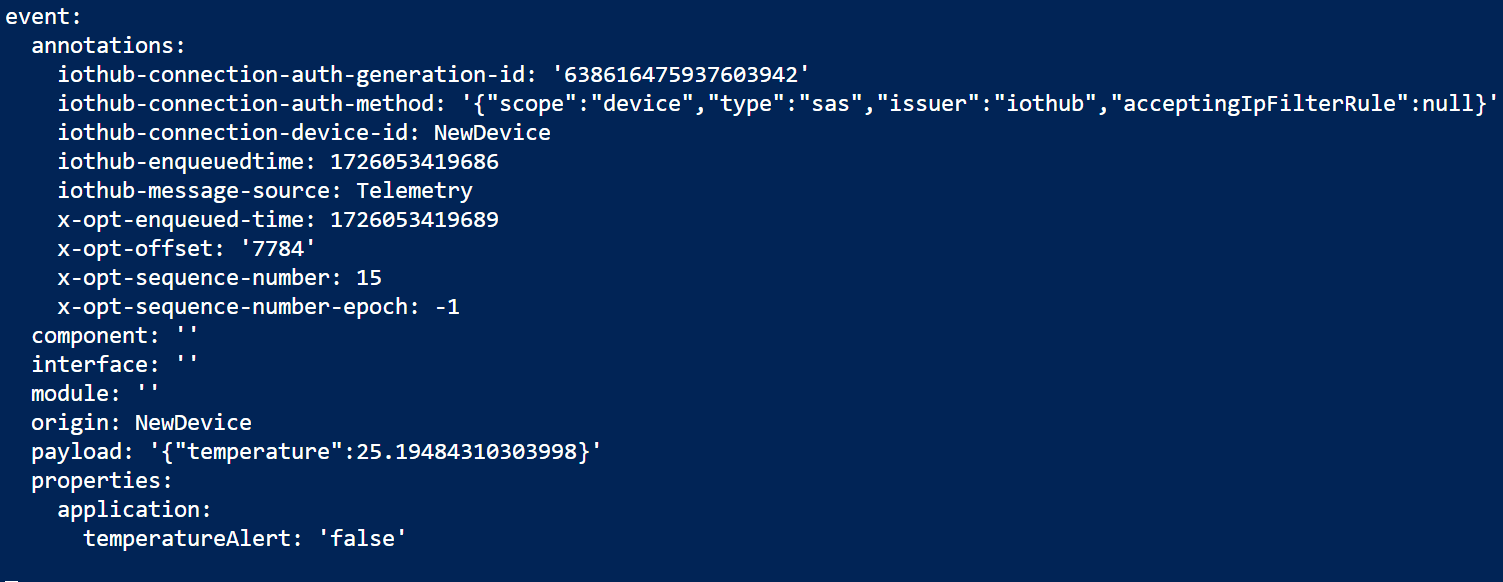 event:
  annotations:
    iothub-connection-auth-generation-id: '638616475937603942'
    iothub-connection-auth-method: '{"scope":"device","type":"sas","issuer":"iothub","acceptingIpFilterRule":null}'
    iothub-connection-device-id: NewDevice
    iothub-enqueuedtime: 1726053419686
    iothub-message-source: Telemetry
    x-opt-enqueued-time: 1726053419689
    x-opt-offset: '7784'
    x-opt-sequence-number: 15
    x-opt-sequence-number-epoch: -1
  component: ''
  interface: ''
  module: ''
  origin: NewDevice
  payload: '{"temperature":25.19484310303998}'
  properties:
    application:
      temperatureAlert: 'false'